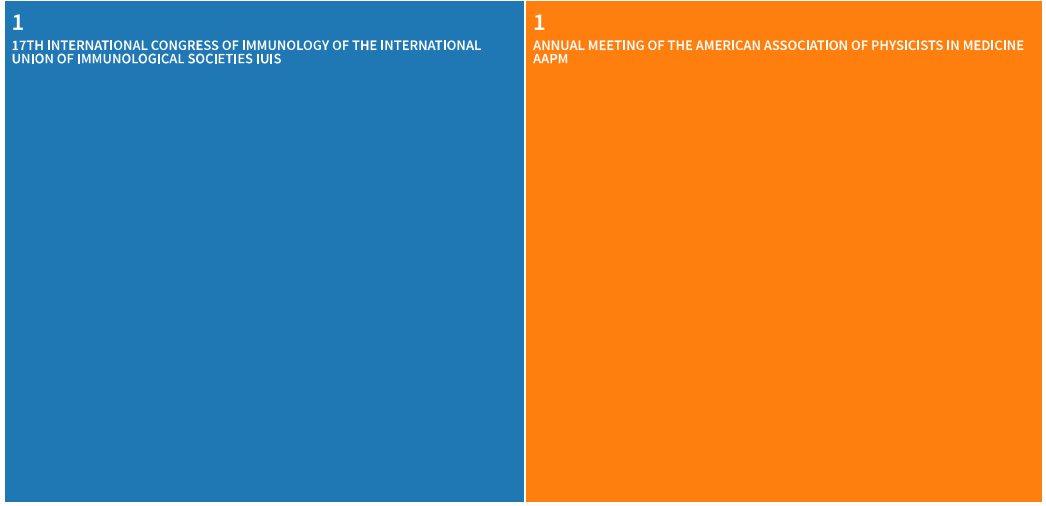 1
17TH INTERNATIONAL CONGRESS OF IMMUNOLOGY OF THE INTERNATIONAL
UNION OF IMMUNOLOGICAL SOCIETIES IUIS
1
ANNUAL MEETING OF THE AMERICAN ASSOCIATION OF PHYSICISTS IN MEDICINE
AAPM